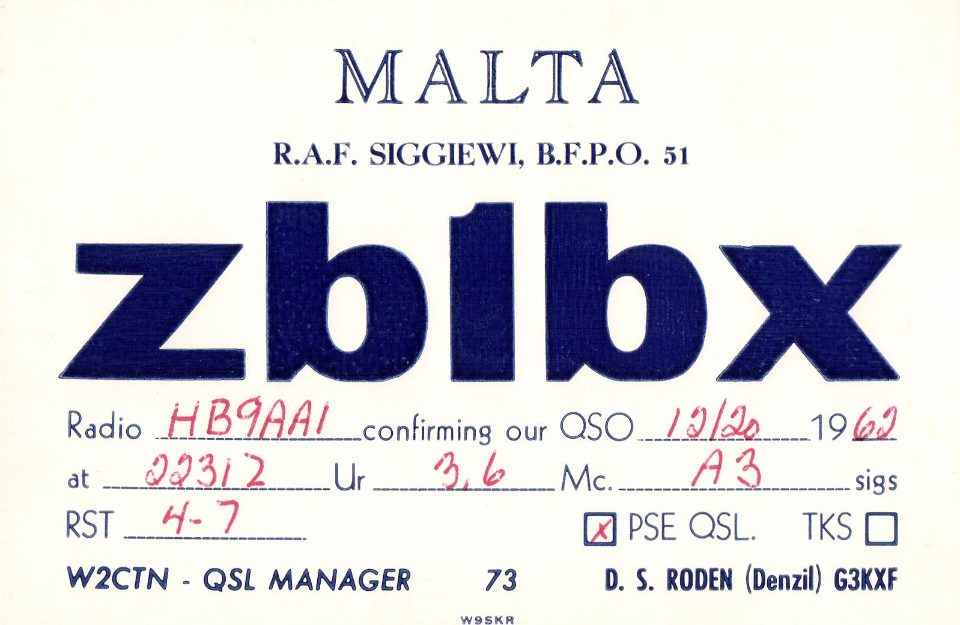 MALTA
R.A.F. SIGGIEWI, B.F.P.O. 51
zb1bx
Radio HB9AAI confirming our QSO 12/20 1962
at 2231Z Ur 3.6 Mc. A3 sigs
RST 4-7 x PSE QSL. TKS
W2CTN - QSL MANAGER 73 D. S. RODEN (Denzil) G3KXF
W9SKR